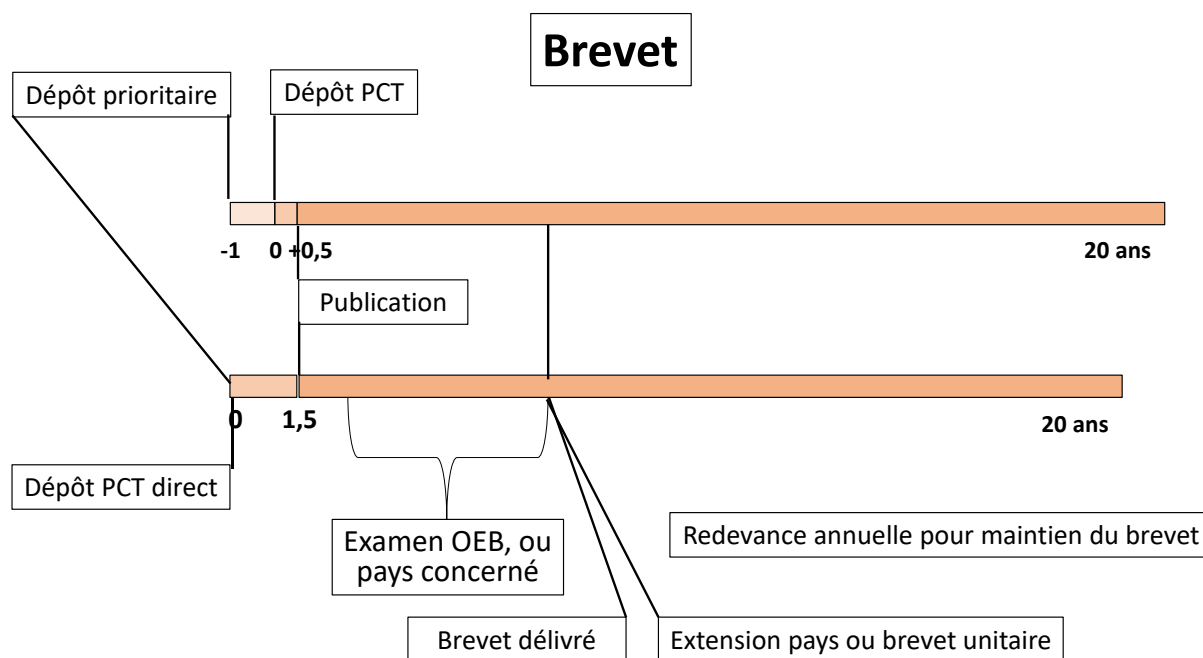 Brevet
Dépôt prioritaire
Dépôt PCT
-1
0 +0,5
20 ans
Publication
0
1,5
20 ans
Dépôt PCT direct
Examen OEB, ou
pays concerné
Redevance annuelle pour maintien du brevet
Brevet délivré
Extension pays ou brevet unitaire